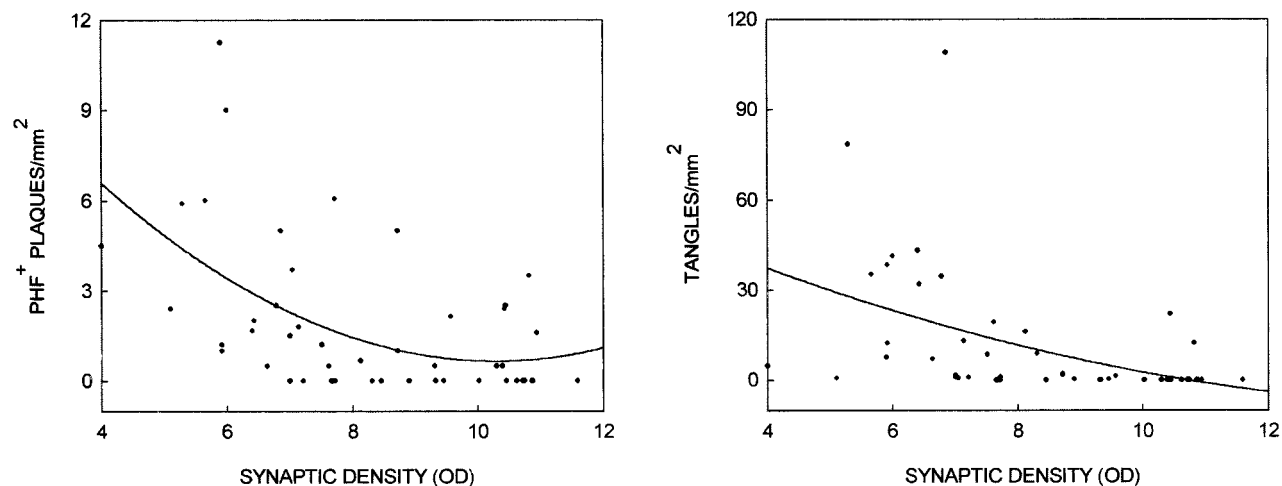 12
9
6
3
0
PHF+ PLAQUES/mm2
4 6 8 10 12
SYNAPTIC DENSITY (OD)
120
90
60
30
0
TANGLES/mm2
4 6 8 10 12
SYNAPTIC DENSITY (OD)